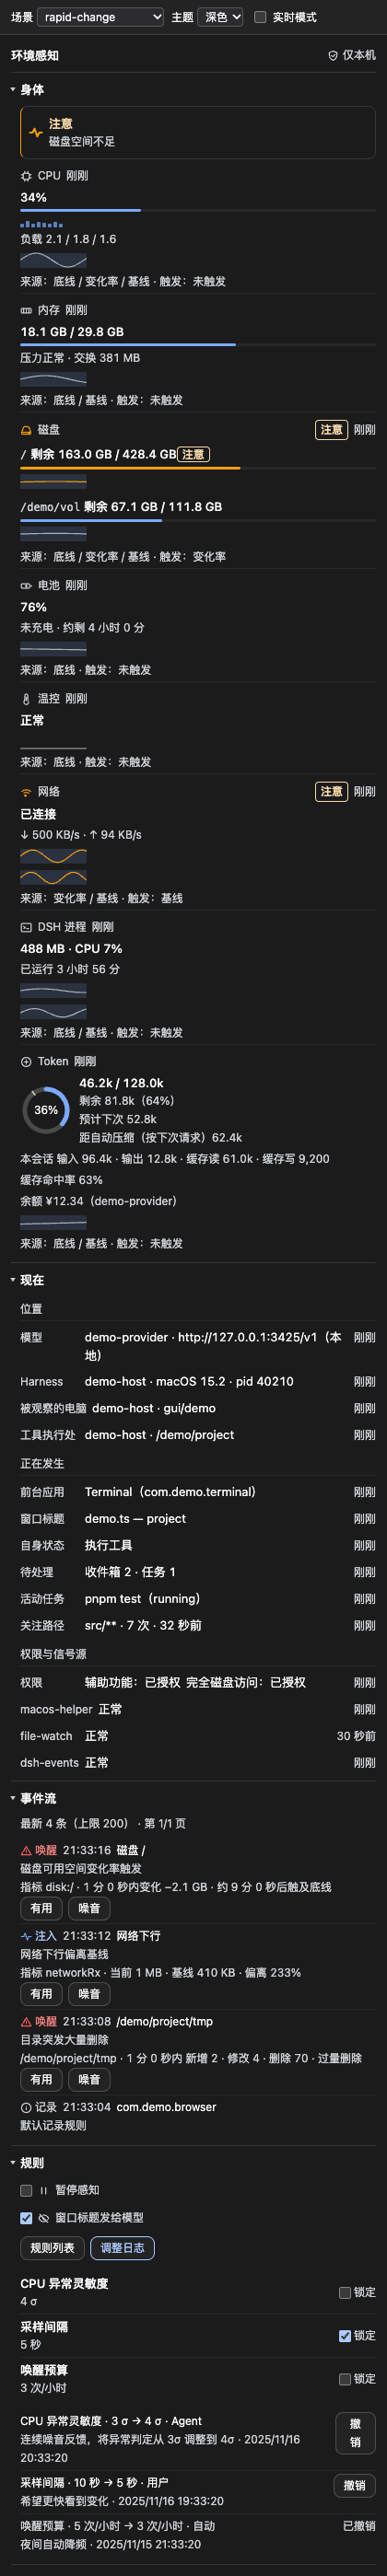 场景 rapid-change 主题 深色 实时模式
环境感知 仅本机
身体
注意
磁盘空间不足
CPU 刚刚
34%
负载 2.1 / 1.8 / 1.6
来源：底线 / 变化率 / 基线 · 触发：未触发
内存 刚刚
18.1 GB / 29.8 GB
压力正常 · 交换 381 MB
来源：底线 / 基线 · 触发：未触发
磁盘 注意 刚刚
/ 剩余 163.0 GB / 428.4 GB 注意
/demo/vol 剩余 67.1 GB / 111.8 GB
来源：底线 / 变化率 / 基线 · 触发：变化率
电池 刚刚
76%
未充电 · 约剩 4 小时 0 分
来源：底线 · 触发：未触发
温控 刚刚
正常
来源：底线 · 触发：未触发
网络 注意 刚刚
已连接
↓ 500 KB/s · ↑ 94 KB/s
来源：变化率 / 基线 · 触发：基线
DSH 进程 刚刚
488 MB · CPU 7%
已运行 3 小时 56 分
来源：底线 / 基线 · 触发：未触发
Token 刚刚
36%
46.2k / 128.0k
剩余 81.8k（64%）
预计下次 52.8k
距自动压缩（按下次请求）62.4k
本会话 输入 96.4k · 输出 12.8k · 缓存读 61.0k · 缓存写 9,200
缓存命中率 63%
余额 ¥12.34（demo-provider）
来源：底线 / 基线 · 触发：未触发
现在
位置
模型 demo-provider · http://127.0.0.1:3425/v1（本 刚刚
地）
Harness demo-host · macOS 15.2 · pid 40210 刚刚
被观察的电脑 demo-host · gui/demo 刚刚
工具执行处 demo-host · /demo/project 刚刚
正在发生
前台应用 Terminal（com.demo.terminal） 刚刚
窗口标题 demo.ts — project 刚刚
自身状态 执行工具 刚刚
待处理 收件箱 2 · 任务 1 刚刚
活动任务 pnpm test（running） 刚刚
关注路径 src/** · 7 次 · 32 秒前 刚刚
权限与信号源
权限 辅助功能：已授权 完全磁盘访问：已授权 刚刚
macos-helper 正常 刚刚
file-watch 正常 30 秒前
dsh-events 正常 刚刚
事件流
最新 4 条（上限 200） · 第 1/1 页
唤醒 21:33:16 磁盘 /
磁盘可用空间变化率触发
指标 disk:/ · 1 分 0 秒内变化 −2.1 GB · 约 9 分 0 秒后触及底线
有用 噪音
注入 21:33:12 网络下行
网络下行偏离基线
指标 networkRx · 当前 1 MB · 基线 410 KB · 偏离 233%
有用 噪音
唤醒 21:33:08 /demo/project/tmp
目录突发大量删除
/demo/project/tmp · 1 分 0 秒内 新增 2 · 修改 4 · 删除 70 · 过量删除
有用 噪音
记录 21:33:04 com.demo.browser
默认记录规则
规则
暂停感知
窗口标题发给模型
规则列表 调整日志
CPU 异常灵敏度
4 σ 锁定
采样间隔
5 秒 锁定
唤醒预算
3 次/小时 锁定
CPU 异常灵敏度 · 3 σ → 4 σ · Agent 撤
连续噪音反馈，将异常判定从 3σ 调整到 4σ · 2025/11/16 销
20:33:20
采样间隔 · 10 秒 → 5 秒 · 用户 撤销
希望更快看到变化 · 2025/11/16 19:33:20
唤醒预算 · 5 次/小时 → 3 次/小时 · 自动 已撤销
夜间自动降频 · 2025/11/15 21:33:20